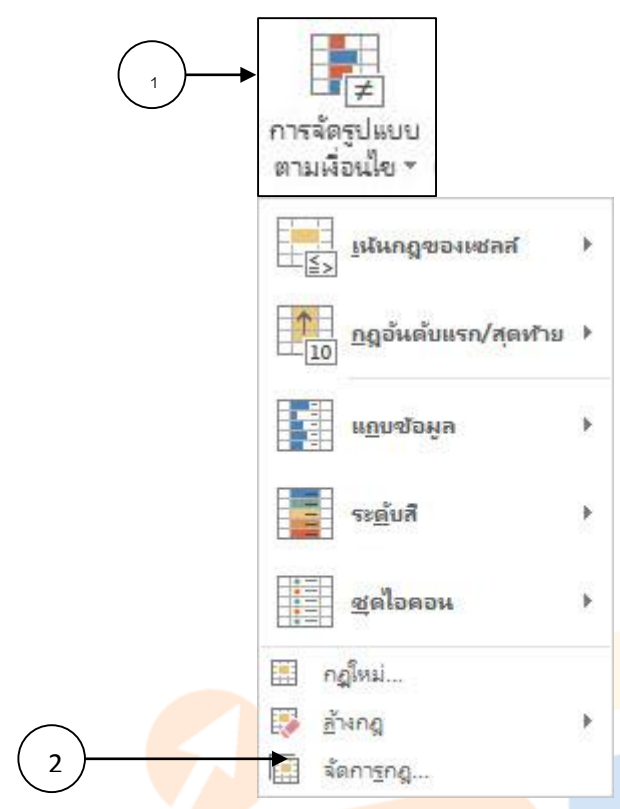 1
≠
การจัดรูปแบบ
ตามเงื่อนไข
≤>
เน้นกฎของเซลล์
10
กฎอันดับแรก/สุดท้าย
แถบข้อมูล
ระดับสี
ชุดไอคอน
กฎใหม่...
ล้างกฎ
2
จัดการกฎ...